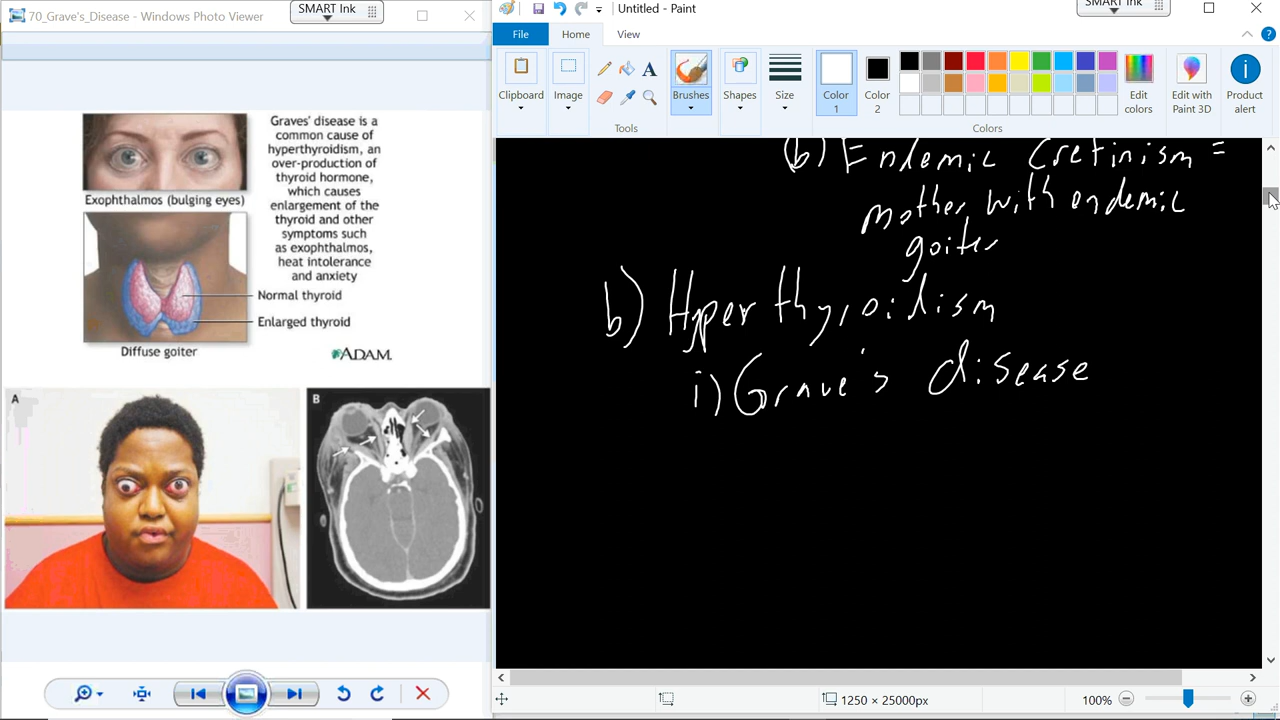 70_Grave's_Disease - Windows Photo Viewer
SMART Ink
Untitled - Paint
SMART Ink
File
Home
View
Clipboard
Image
Tools
Brushes
Shapes
Size
Color 1
Color 2
Edit colors
Edit with Paint 3D
Product alert
Colors
Graves' disease is a
common cause of
hyperthyroidism, an
over-production of
thyroid hormone,
which causes
enlargement of the
thyroid and other
symptoms such
as exophthalmos,
heat intolerance
and anxiety
Exophthalmos (bulging eyes)
Normal thyroid
Enlarged thyroid
Diffuse goiter
ADAM.
A
B
(b) Endemic Cretinism =
mother with endemic
goiter
b) Hyperthyroidism
i) Grave's disease
1250 × 25000px
100%